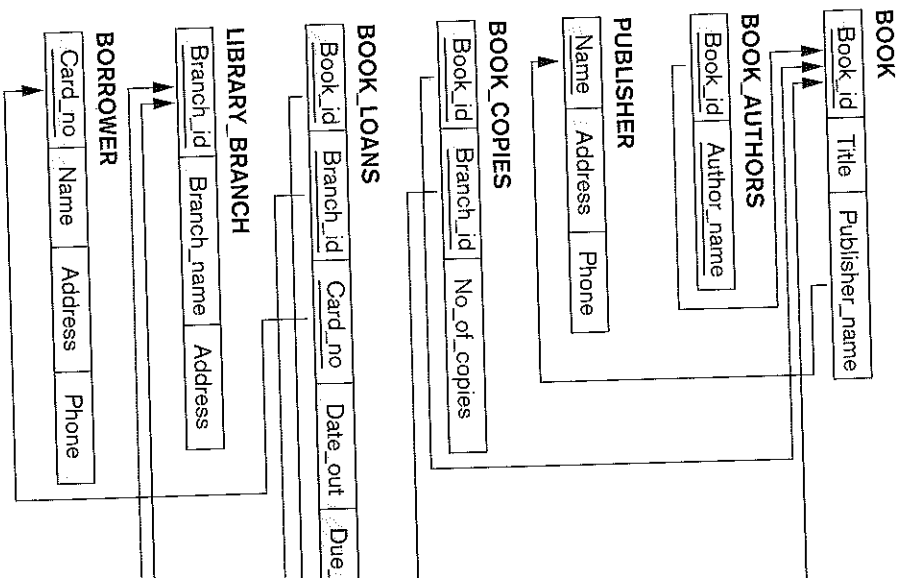 BOOK
Book_id Title Publisher_name
BOOK_AUTHORS
Book_id Author_name
PUBLISHER
Name Address Phone
BOOK_COPIES
Book_id Branch_id No_of_copies
BOOK_LOANS
Book_id Branch_id Card_no Date_out Due_
LIBRARY_BRANCH
Branch_id Branch_name Address
BORROWER
Card_no Name Address Phone